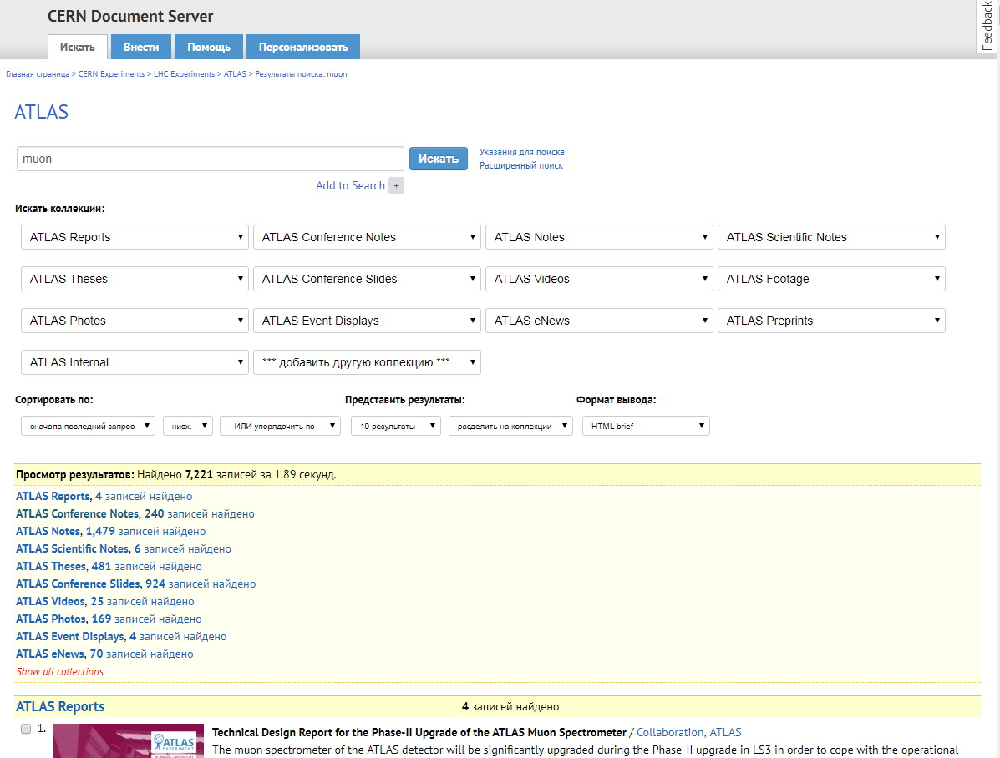 CERN Document Server
Feedback
Искать Внести Помощь Персонализовать
Главная страница > CERN Experiments > LHC Experiments > ATLAS > Результаты поиска: muon
ATLAS
muon Искать Указания для поиска
Расширенный поиск
Add to Search +
Искать коллекции:
ATLAS Reports ATLAS Conference Notes ATLAS Notes ATLAS Scientific Notes
ATLAS Theses ATLAS Conference Slides ATLAS Videos ATLAS Footage
ATLAS Photos ATLAS Event Displays ATLAS eNews ATLAS Preprints
ATLAS Internal *** добавить другую коллекцию ***
Сортировать по: Представить результаты: Формат вывода:
сначала последний запрос нисх. - ИЛИ упорядочить по - 10 результаты разделить на коллекции HTML brief
Просмотр результатов: Найдено 7,221 записей за 1.89 секунд.
ATLAS Reports, 4 записей найдено
ATLAS Conference Notes, 240 записей найдено
ATLAS Notes, 1,479 записей найдено
ATLAS Scientific Notes, 6 записей найдено
ATLAS Theses, 481 записей найдено
ATLAS Conference Slides, 924 записей найдено
ATLAS Videos, 25 записей найдено
ATLAS Photos, 169 записей найдено
ATLAS Event Displays, 4 записей найдено
ATLAS eNews, 70 записей найдено
Show all collections
ATLAS Reports 4 записей найдено
1.
ATLAS
EXPERIMENT
Technical Design Report for the Phase-II Upgrade of the ATLAS Muon Spectrometer / Collaboration, ATLAS
The muon spectrometer of the ATLAS detector will be significantly upgraded during the Phase-II upgrade in LS3 in order to cope with the operational